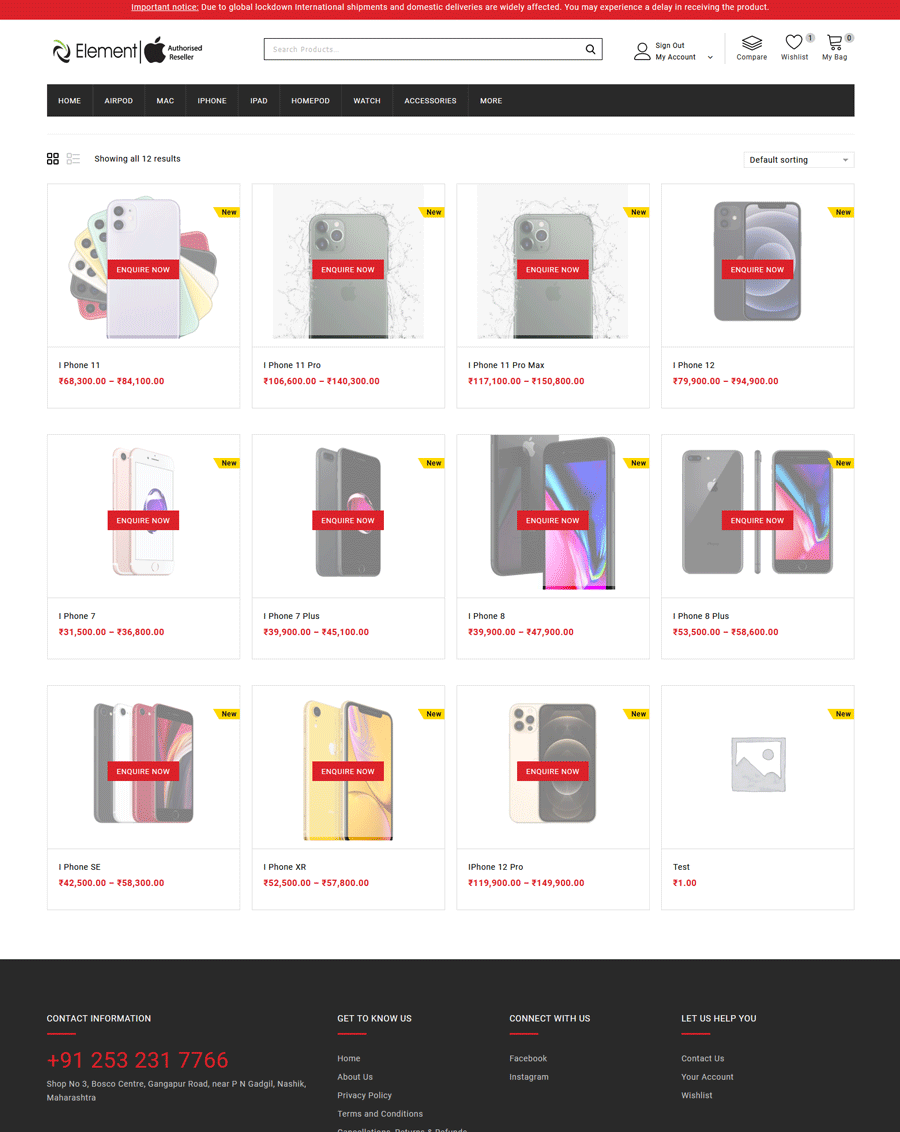 Important notice: Due to global lockdown International shipments and domestic deliveries are widely affected. You may experience a delay in receiving the product.
Element
Authorised
Reseller
Search Products...
Sign Out
My Account
Compare
Wishlist
1
My Bag
0
HOME
AIRPOD
MAC
IPHONE
IPAD
HOMEPOD
WATCH
ACCESSORIES
MORE
Showing all 12 results
Default sorting
New
ENQUIRE NOW
I Phone 11
₹68,300.00 – ₹84,100.00
New
ENQUIRE NOW
I Phone 11 Pro
₹106,600.00 – ₹140,300.00
New
ENQUIRE NOW
I Phone 11 Pro Max
₹117,100.00 – ₹150,800.00
New
ENQUIRE NOW
I Phone 12
₹79,900.00 – ₹94,900.00
New
ENQUIRE NOW
I Phone 7
₹31,500.00 – ₹36,800.00
New
ENQUIRE NOW
I Phone 7 Plus
₹39,900.00 – ₹45,100.00
New
ENQUIRE NOW
I Phone 8
₹39,900.00 – ₹47,900.00
New
ENQUIRE NOW
I Phone 8 Plus
₹53,500.00 – ₹58,600.00
New
ENQUIRE NOW
I Phone SE
₹42,500.00 – ₹58,300.00
New
ENQUIRE NOW
I Phone XR
₹52,500.00 – ₹57,800.00
New
ENQUIRE NOW
IPhone 12 Pro
₹119,900.00 – ₹149,900.00
New
Test
₹1.00
CONTACT INFORMATION
+91 253 231 7766
Shop No 3, Bosco Centre, Gangapur Road, near P N Gadgil, Nashik,
Maharashtra
GET TO KNOW US
Home
About Us
Privacy Policy
Terms and Conditions
Cancellations, Returns & Refunds
CONNECT WITH US
Facebook
Instagram
LET US HELP YOU
Contact Us
Your Account
Wishlist